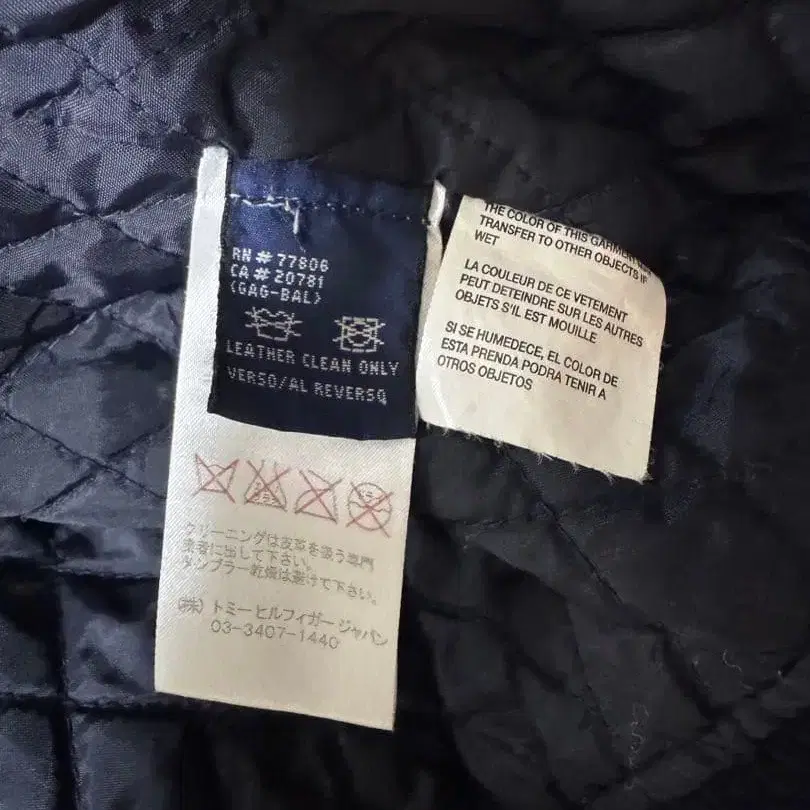 RN # 77806
CA # 20781
(GAG-BAL)
LEATHER CLEAN ONLY
VERSO/AL REVERSO
クリーニングは皮革を扱う専門
業者に出して下さい。
タンブラー乾燥は避けて下さい。
(株) トミー ヒルフィガー ジャパン
03-3407-1440
THE COLOR OF THIS GARMENT
TRANSFER TO OTHER OBJECTS IF
WET
LA COULEUR DE CE VETEMENT
PEUT DETEINDRE SUR LES AUTRES
OBJETS S'IL EST MOUILLE
SI SE HUMEDECE, EL COLOR DE
ESTA PRENDA PODRA TENIR A
OTROS OBJETOS